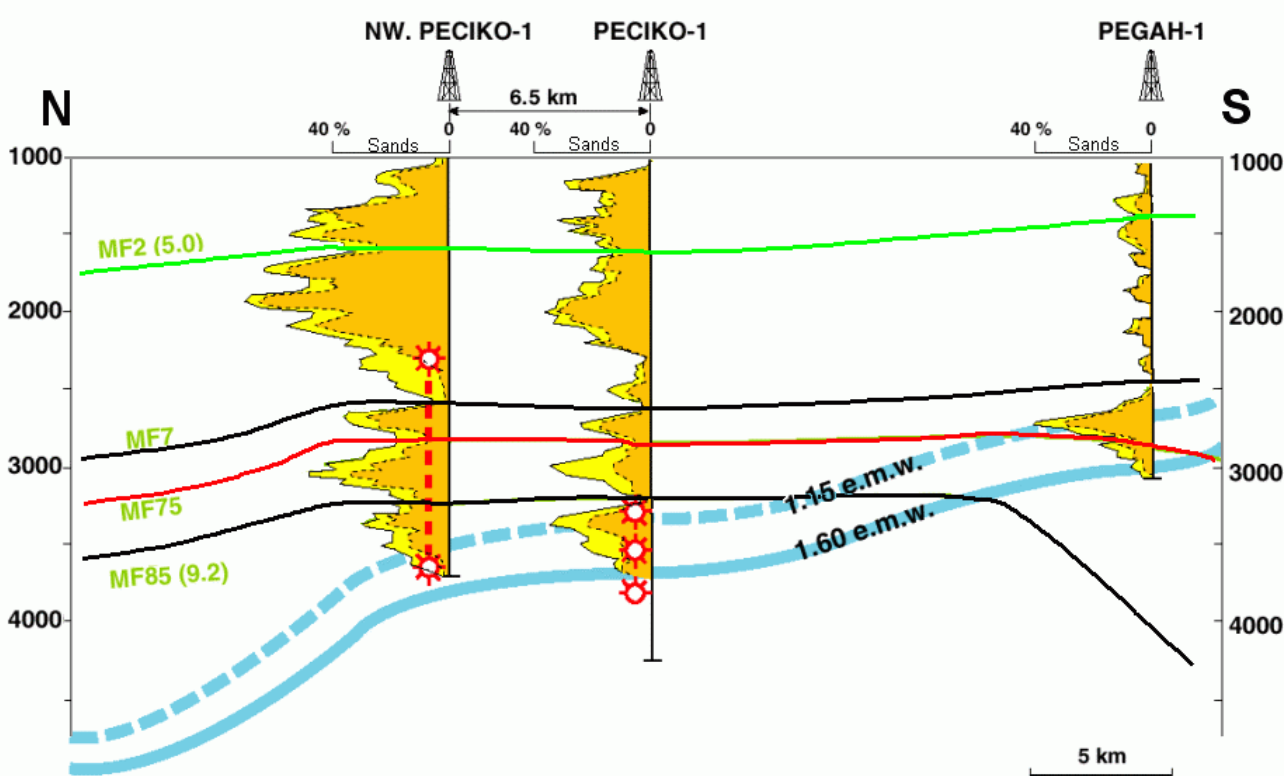 NW. PECIKO-1 PECIKO-1 PEGAH-1
N 6.5 km S
40 % 0 40 % 0 40 % 0
Sands Sands Sands
1000 1000
MF2 (5.0)
2000 2000
MF7
3000 3000
MF75
1.15 e.m.w.
1.60 e.m.w.
MF85 (9.2)
4000 4000
5 km